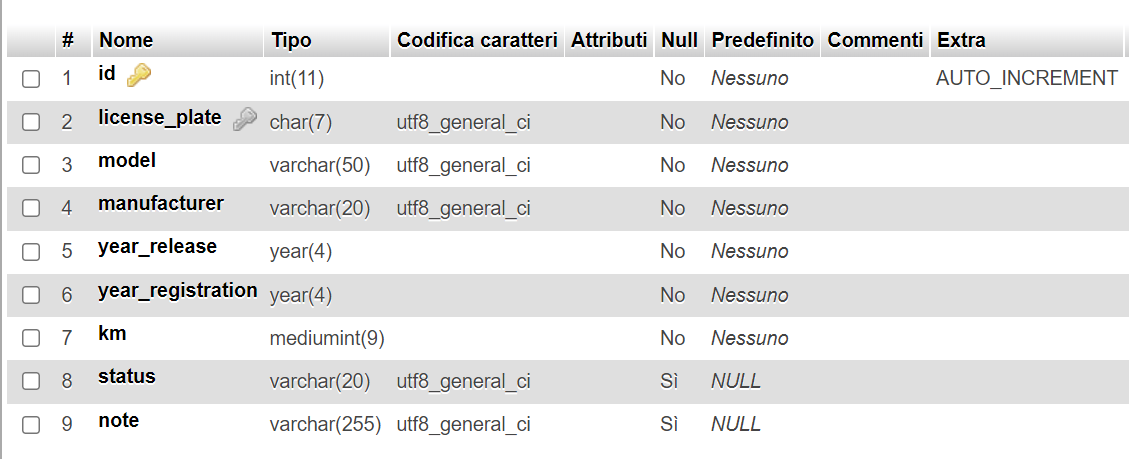 # Nome Tipo Codifica caratteri Attributi Null Predefinito Commenti Extra
1 id int(11) No Nessuno AUTO_INCREMENT
2 license_plate char(7) utf8_general_ci No Nessuno
3 model varchar(50) utf8_general_ci No Nessuno
4 manufacturer varchar(20) utf8_general_ci No Nessuno
5 year_release year(4) No Nessuno
6 year_registration year(4) No Nessuno
7 km mediumint(9) No Nessuno
8 status varchar(20) utf8_general_ci Sì NULL
9 note varchar(255) utf8_general_ci Sì NULL